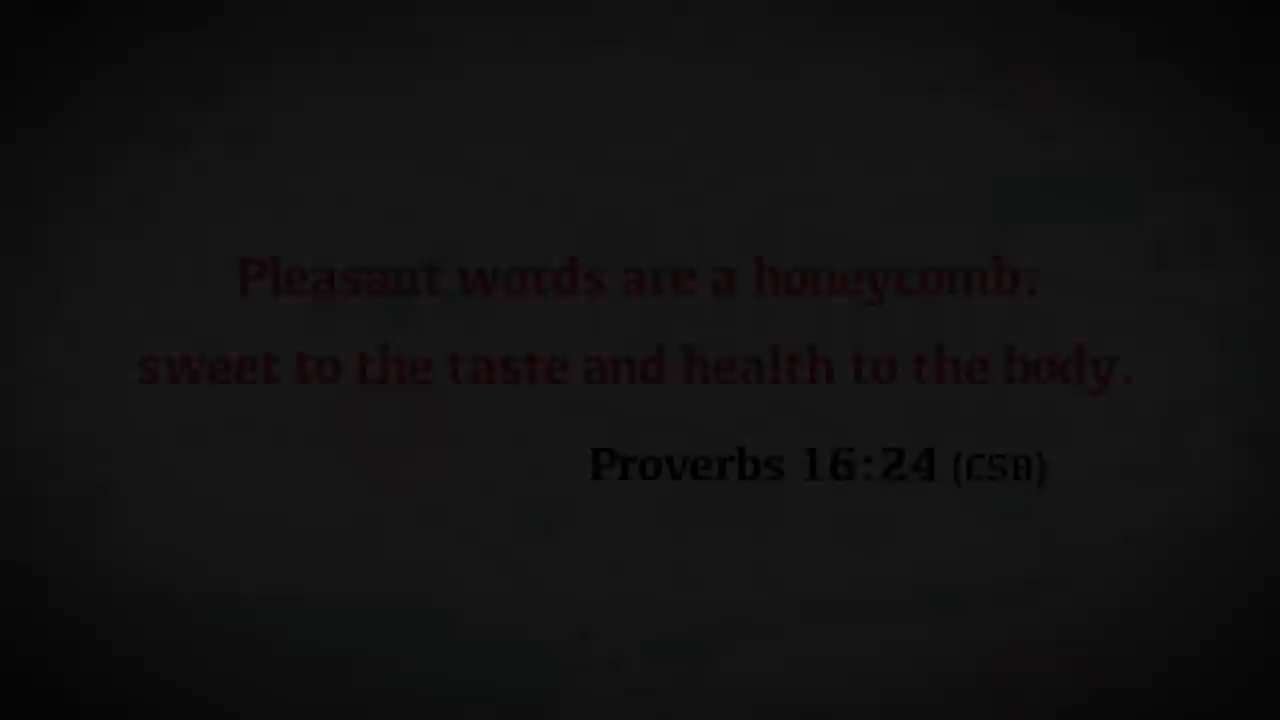 Pleasant words are a honeycomb:
sweet to the taste and health to the body.
Proverbs 16:24 (CSB)